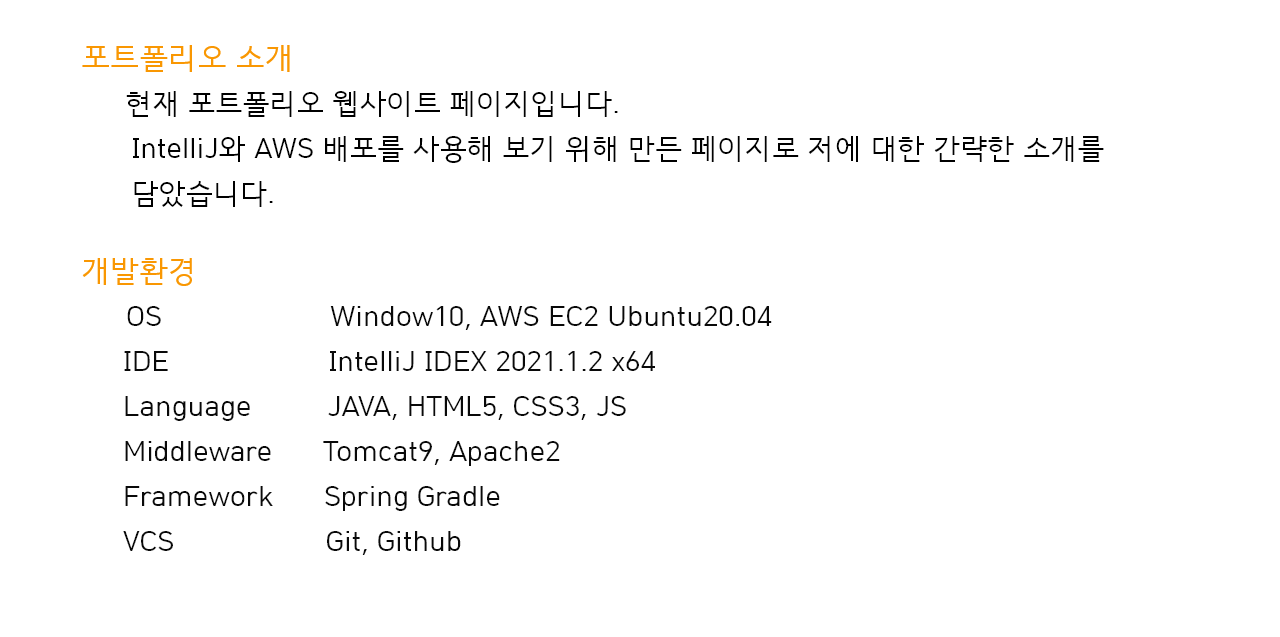 포트폴리오 소개
현재 포트폴리오 웹사이트 페이지입니다.
IntelliJ와 AWS 배포를 사용해 보기 위해 만든 페이지로 저에 대한 간략한 소개를
담았습니다.
개발환경
OS Window10, AWS EC2 Ubuntu20.04
IDE IntelliJ IDEX 2021.1.2 x64
Language JAVA, HTML5, CSS3, JS
Middleware Tomcat9, Apache2
Framework Spring Gradle
VCS Git, Github